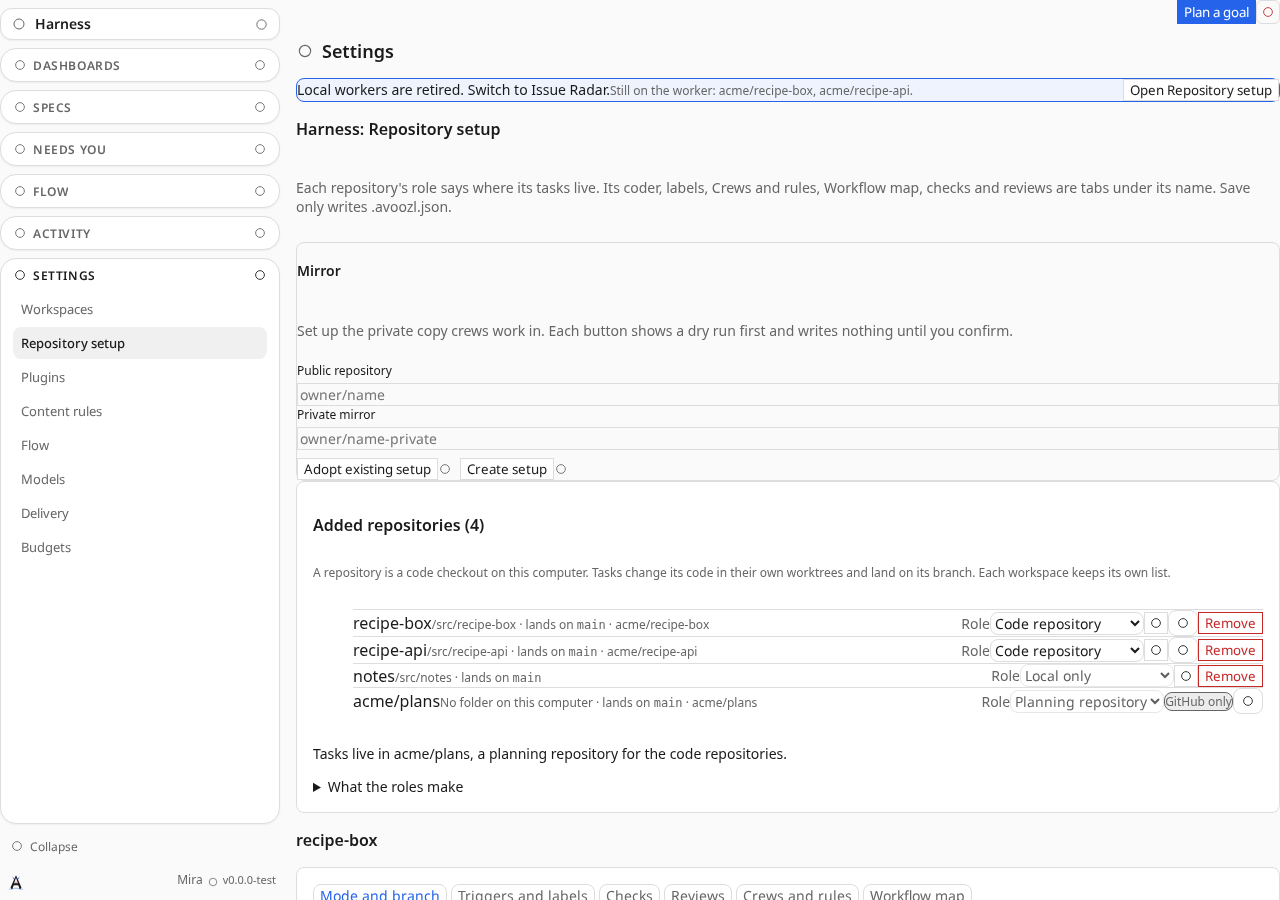 Plan a goal
Harness
DASHBOARDS
SPECS
NEEDS YOU
FLOW
ACTIVITY
SETTINGS
Workspaces
Repository setup
Plugins
Content rules
Flow
Models
Delivery
Budgets
Collapse
Mira v0.0.0-test
Settings
Local workers are retired. Switch to Issue Radar.Still on the worker: acme/recipe-box, acme/recipe-api. Open Repository setup
Harness: Repository setup
Each repository's role says where its tasks live. Its coder, labels, Crews and rules, Workflow map, checks and reviews are tabs under its name. Save
only writes .avoozl.json.
Mirror
Set up the private copy crews work in. Each button shows a dry run first and writes nothing until you confirm.
Public repository
owner/name
Private mirror
owner/name-private
Adopt existing setup Create setup
Added repositories (4)
A repository is a code checkout on this computer. Tasks change its code in their own worktrees and land on its branch. Each workspace keeps its own list.
recipe-box/src/recipe-box · lands on main · acme/recipe-box Role Code repository Remove
recipe-api/src/recipe-api · lands on main · acme/recipe-api Role Code repository Remove
notes/src/notes · lands on main Role Local only Remove
acme/plansNo folder on this computer · lands on main · acme/plans Role Planning repository GitHub only
Tasks live in acme/plans, a planning repository for the code repositories.
What the roles make
recipe-box
Mode and branch Triggers and labels Checks Reviews Crews and rules Workflow map